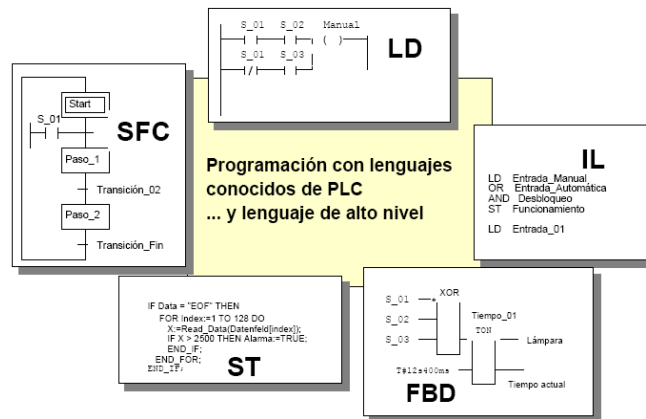 S_01 S_02 Manual
( )
S_01 S_03
/
LD
Start
S_01
SFC
Paso_1
Transición_02
Paso_2
Transición_Fin
Programación con lenguajes
conocidos de PLC
... y lenguaje de alto nivel
IL
LD Entrada_Manual
OR Entrada_Automática
AND Desbloqueo
ST Funcionamiento
LD Entrada_01
IF Data = "EOF" THEN
FOR Index:=1 TO 128 DO
X:=Read_Data(Datenfeld[index]);
IF X > 2500 THEN Alarma:=TRUE;
END_IF;
END_FOR;
END_IF;
ST
XOR
S_01
S_02
S_03
Tiempo_01
TON
Lámpara
T#12s400ms
Tiempo actual
FBD